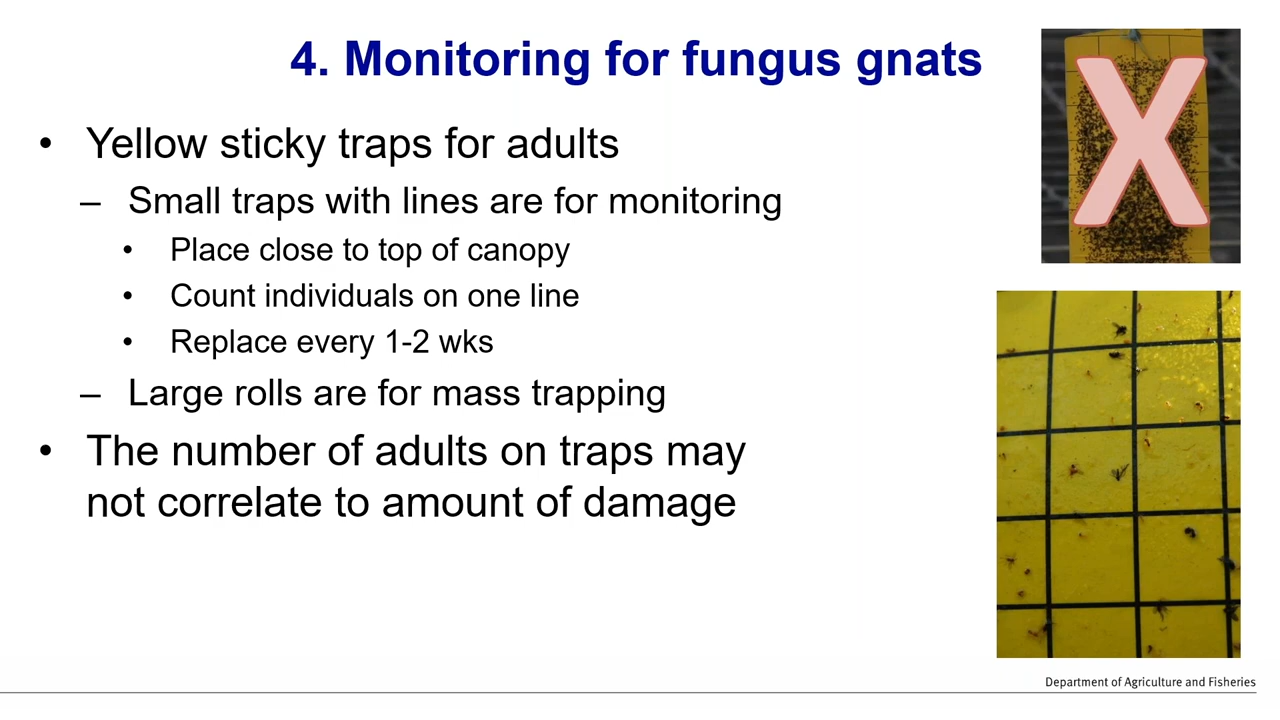 4. Monitoring for fungus gnats
• Yellow sticky traps for adults
– Small traps with lines are for monitoring
• Place close to top of canopy
• Count individuals on one line
• Replace every 1-2 wks
– Large rolls are for mass trapping
• The number of adults on traps may
not correlate to amount of damage
X
Department of Agriculture and Fisheries